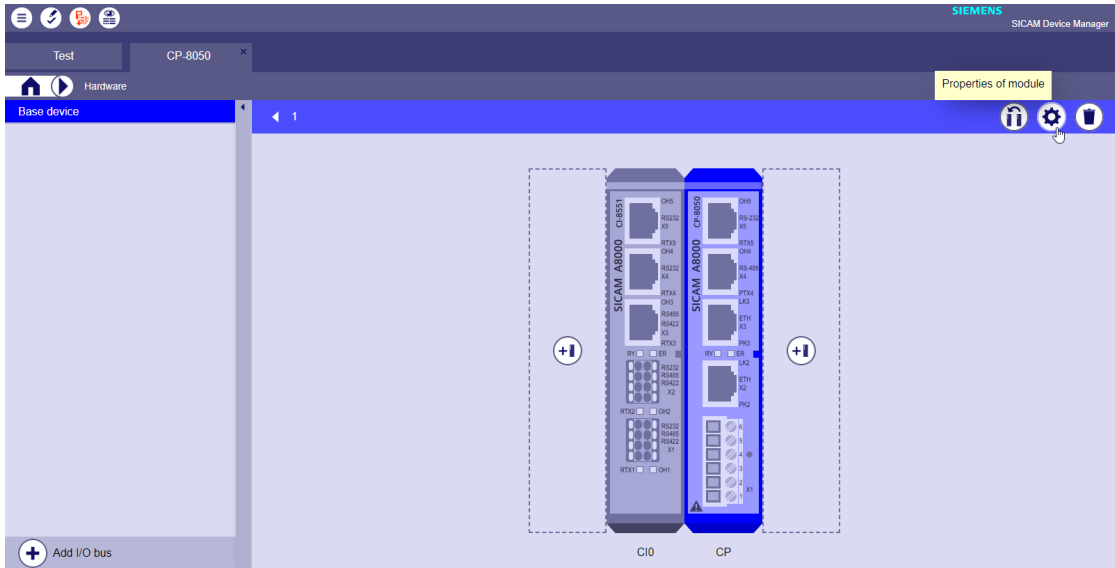 SIEMENS
SICAM Device Manager
Test
CP-8050
×
Hardware
Properties of module
Base device
1
CI-8551
SICAM A8000
OH5
RS232
X5
RTX5
OH4
RS232
X4
RTX4
OH3
RS485
RS422
X3
RTX3
RY
ER
RS232
RS485
RS422
X2
RTX2
OH2
RS232
RS485
RS422
X1
RTX1
OH1
CP-8050
SICAM A8000
OH5
RS-232
X5
RTX5
OH4
RS-485
X4
PTX4
LK3
ETH
X3
PK3
RY
ER
LK2
ETH
X2
PK2
6
5
4
3
2
1
X1
Add I/O bus
CI0
CP